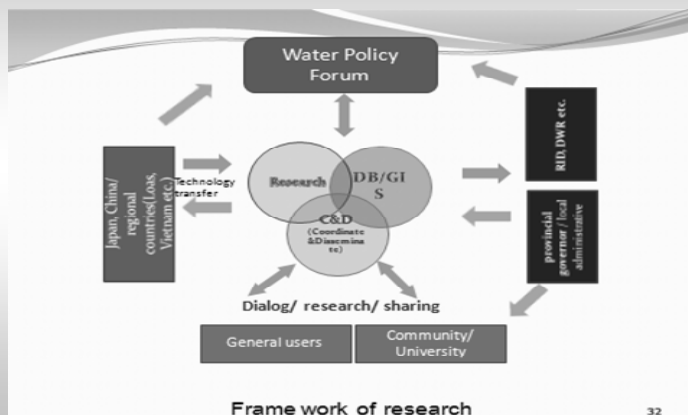 Water Policy
Forum
RID, DWR etc.
Japan, China/
regional
countries(Loas,
Vietnam etc.)
Technology
transfer
Research
DB/GI
S
C&D
(Coordinate
&Dissemina
te)
provincial
governor / local
administrative
Dialog/ research/ sharing
General users
Community/
University
Frame work of research
32